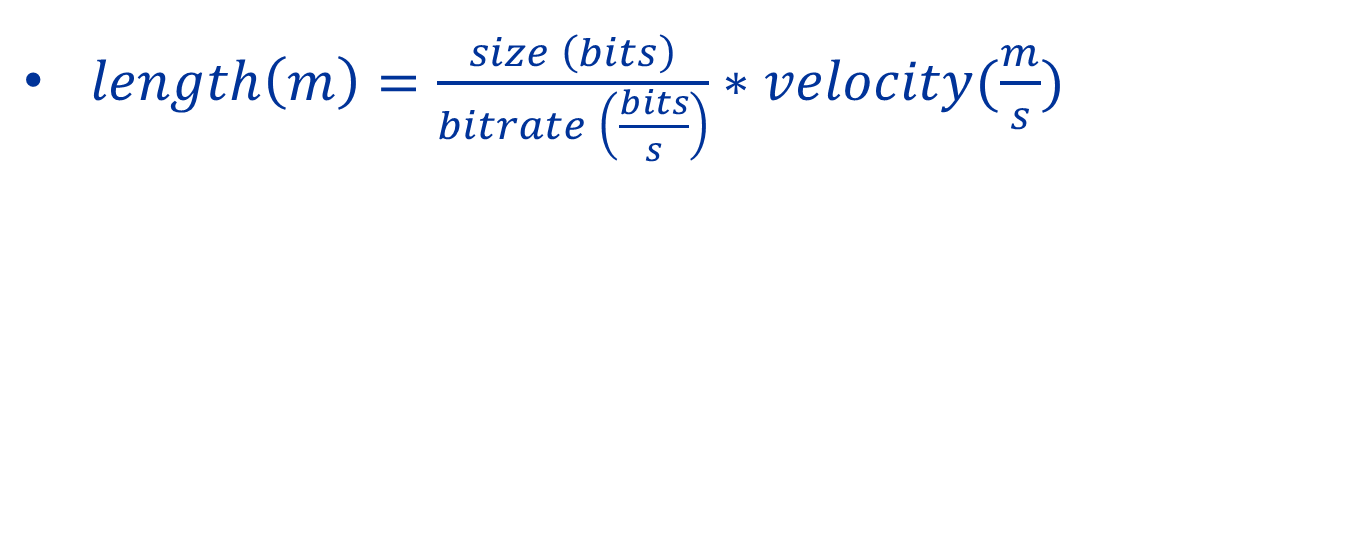 • length(m) = size (bits) / bitrate (bits/s) * velocity(m/s)